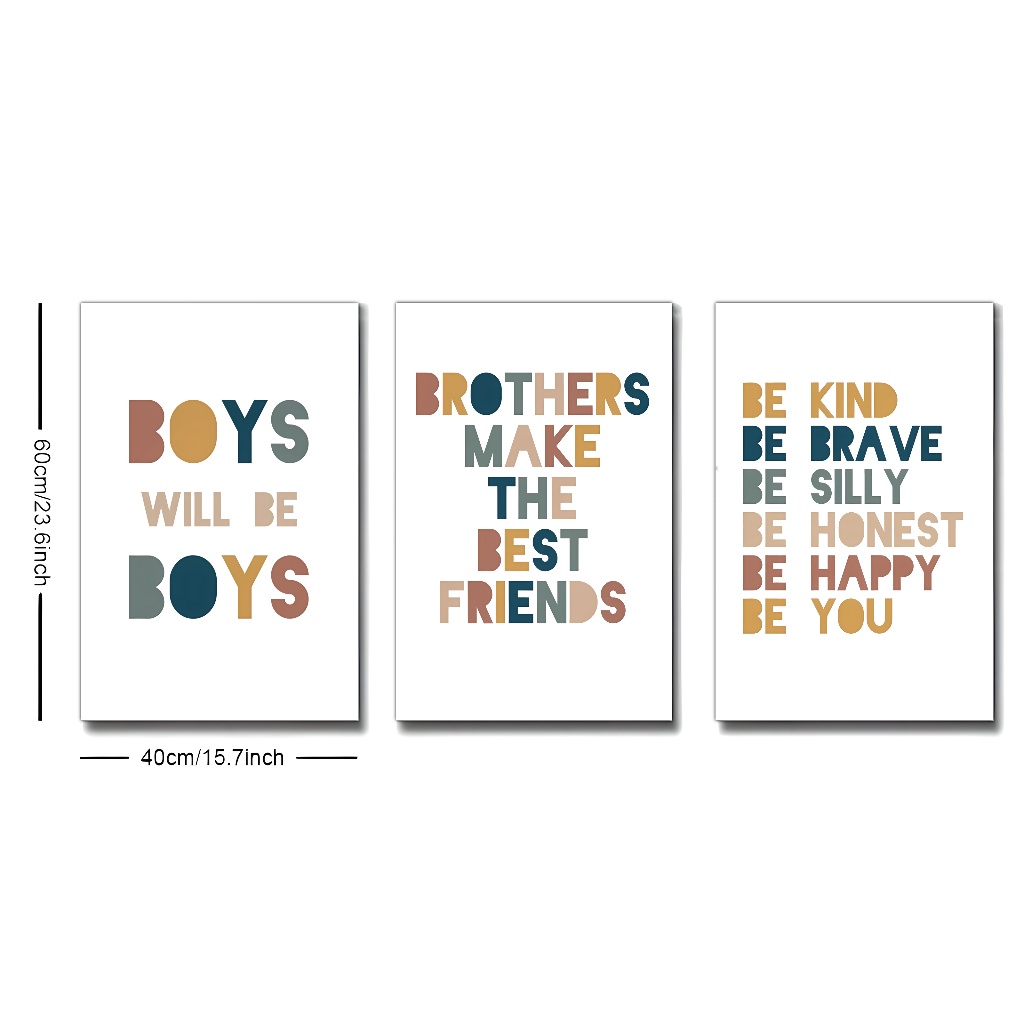 60cm/23.6inch
BOYS
WILL BE
BOYS
40cm/15.7inch
BROTHERS
MAKE
THE
BEST
FRIENDS
BE KIND
BE BRAVE
BE SILLY
BE HONEST
BE HAPPY
BE YOU